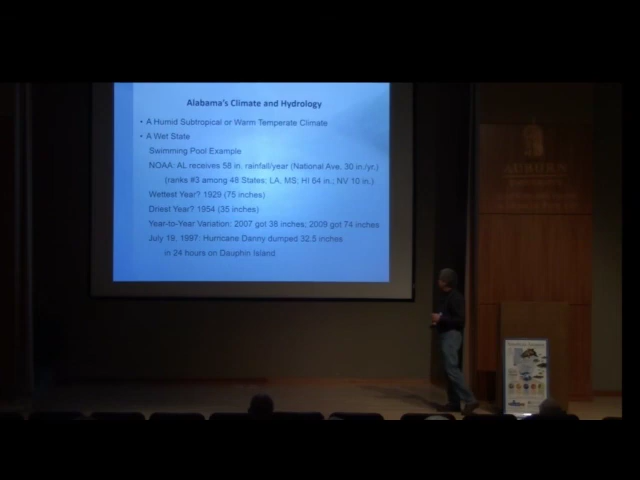 Alabama's Climate and Hydrology
• A Humid Subtropical or Warm Temperate Climate
• A Wet State
Swimming Pool Example
NOAA: AL receives 58 in. rainfall/year (National Ave. 30 in./yr.)
(ranks #3 among 48 States; LA, MS; HI 64 in., NV 10 in.).
Wettest Year? 1929 (75 inches)
Driest Year? 1954 (35 inches)
Year-to-Year Variation: 2007 got 38 inches; 2009 got 74 inches
July 19, 1997: Hurricane Danny dumped 32.5 inches
in 24 hours on Dauphin Island
AUBURN